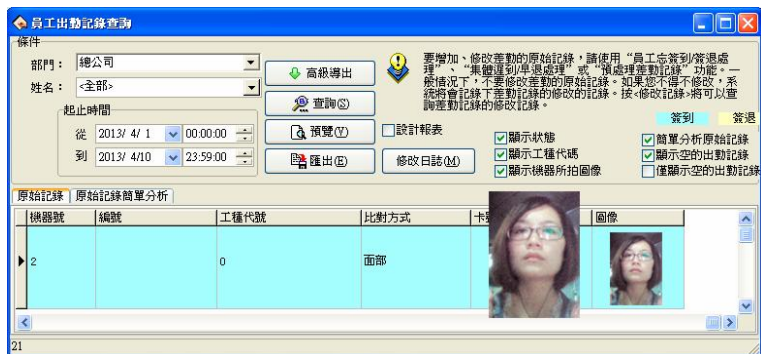 員工出勤記錄查詢
條件
部門： 總公司
姓名： <全部>
起止時間
從 2013/ 4/ 1 00:00:00
到 2013/ 4/10 23:59:00
高級導出
查詢(S)
預覽(Y)
匯出(E)
設計報表
修改日誌(M)
要增加、修改差勤的原始記錄，請使用“員工忘簽到/簽退處
理”、“集體遲到/早退處理”或“預處理差勤記錄”功能。一
般情況下，不要修改差勤的原始記錄。如果您不得不修改，系
統將會記錄下差勤記錄的修改的記錄。按<修改記錄>將可以查
詢差勤記錄的修改記錄。
簽到 簽退
顯示狀態
顯示工種代碼
顯示機器所拍圖像
簡單分析原始記錄
顯示空的出勤記錄
僅顯示空的出勤記錄
原始記錄 原始記錄簡單分析
機器號 編號 工種代號 比對方式 圖像
2 0 面部
21